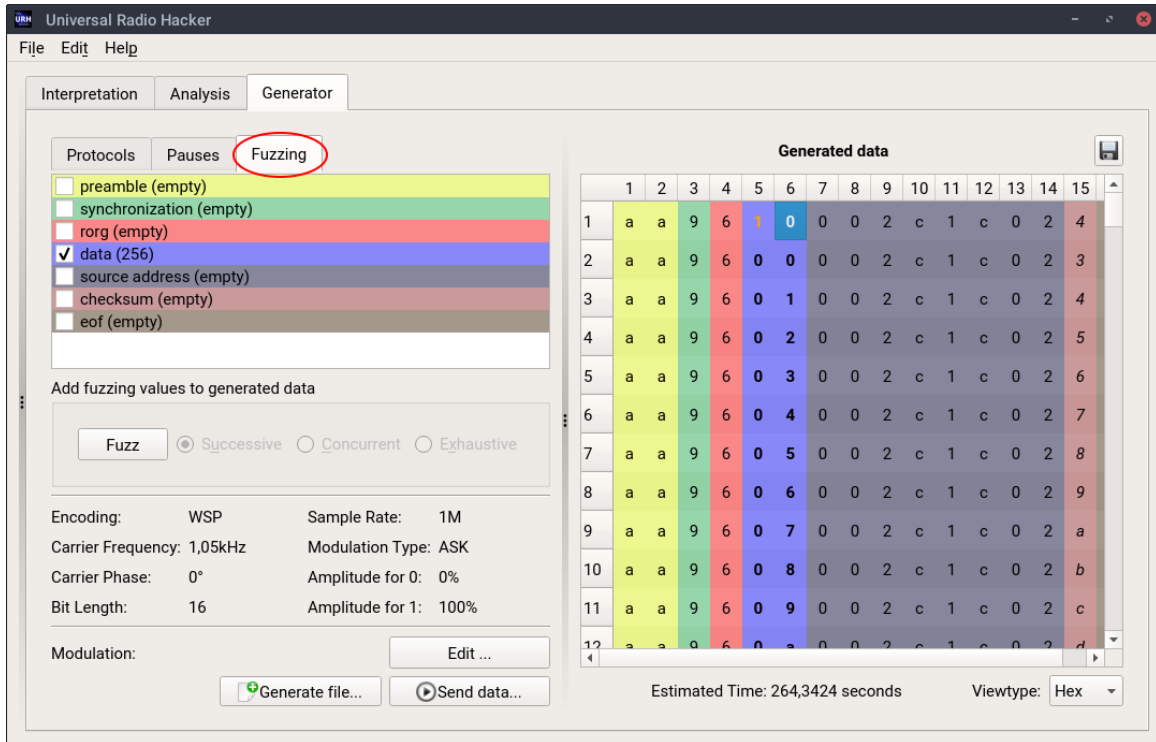 URH Universal Radio Hacker
File Edit Help
Interpretation Analysis Generator
Protocols Pauses Fuzzing
preamble (empty)
synchronization (empty)
rorg (empty)
data (256)
source address (empty)
checksum (empty)
eof (empty)
Add fuzzing values to generated data
Fuzz Successive Concurrent Exhaustive
Encoding: WSP Sample Rate: 1M
Carrier Frequency: 1,05kHz Modulation Type: ASK
Carrier Phase: 0° Amplitude for 0: 0%
Bit Length: 16 Amplitude for 1: 100%
Modulation: Edit ...
Generate file... Send data...
Generated data
1 2 3 4 5 6 7 8 9 10 11 12 13 14 15
1 a a 9 6 1 0 0 0 2 c 1 c 0 2 4
2 a a 9 6 0 0 0 0 2 c 1 c 0 2 3
3 a a 9 6 0 1 0 0 2 c 1 c 0 2 4
4 a a 9 6 0 2 0 0 2 c 1 c 0 2 5
5 a a 9 6 0 3 0 0 2 c 1 c 0 2 6
6 a a 9 6 0 4 0 0 2 c 1 c 0 2 7
7 a a 9 6 0 5 0 0 2 c 1 c 0 2 8
8 a a 9 6 0 6 0 0 2 c 1 c 0 2 9
9 a a 9 6 0 7 0 0 2 c 1 c 0 2 a
10 a a 9 6 0 8 0 0 2 c 1 c 0 2 b
11 a a 9 6 0 9 0 0 2 c 1 c 0 2 c
12 a a 9 6 0 a 0 0 2 c 1 c 0 2 d
Estimated Time: 264,3424 seconds Viewtype: Hex